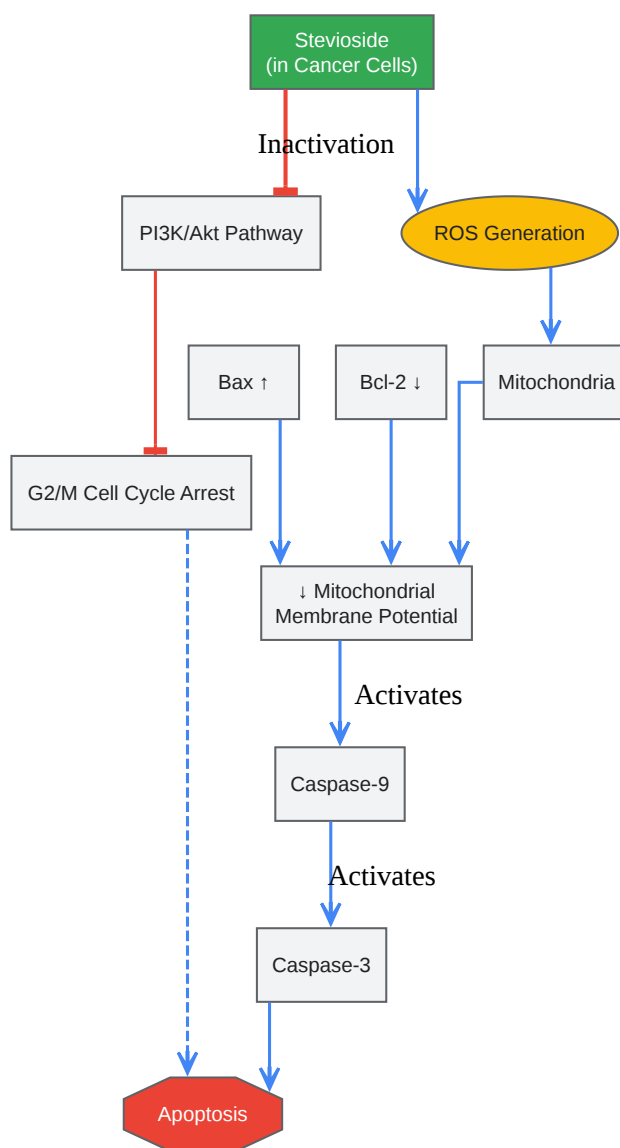 Stevioside
(in Cancer Cells)
Inactivation
PI3K/Akt Pathway
ROS Generation
Bax ↑
Bcl-2 ↓
Mitochondria
G2/M Cell Cycle Arrest
↓ Mitochondrial
Membrane Potential
Activates
Caspase-9
Activates
Caspase-3
Apoptosis